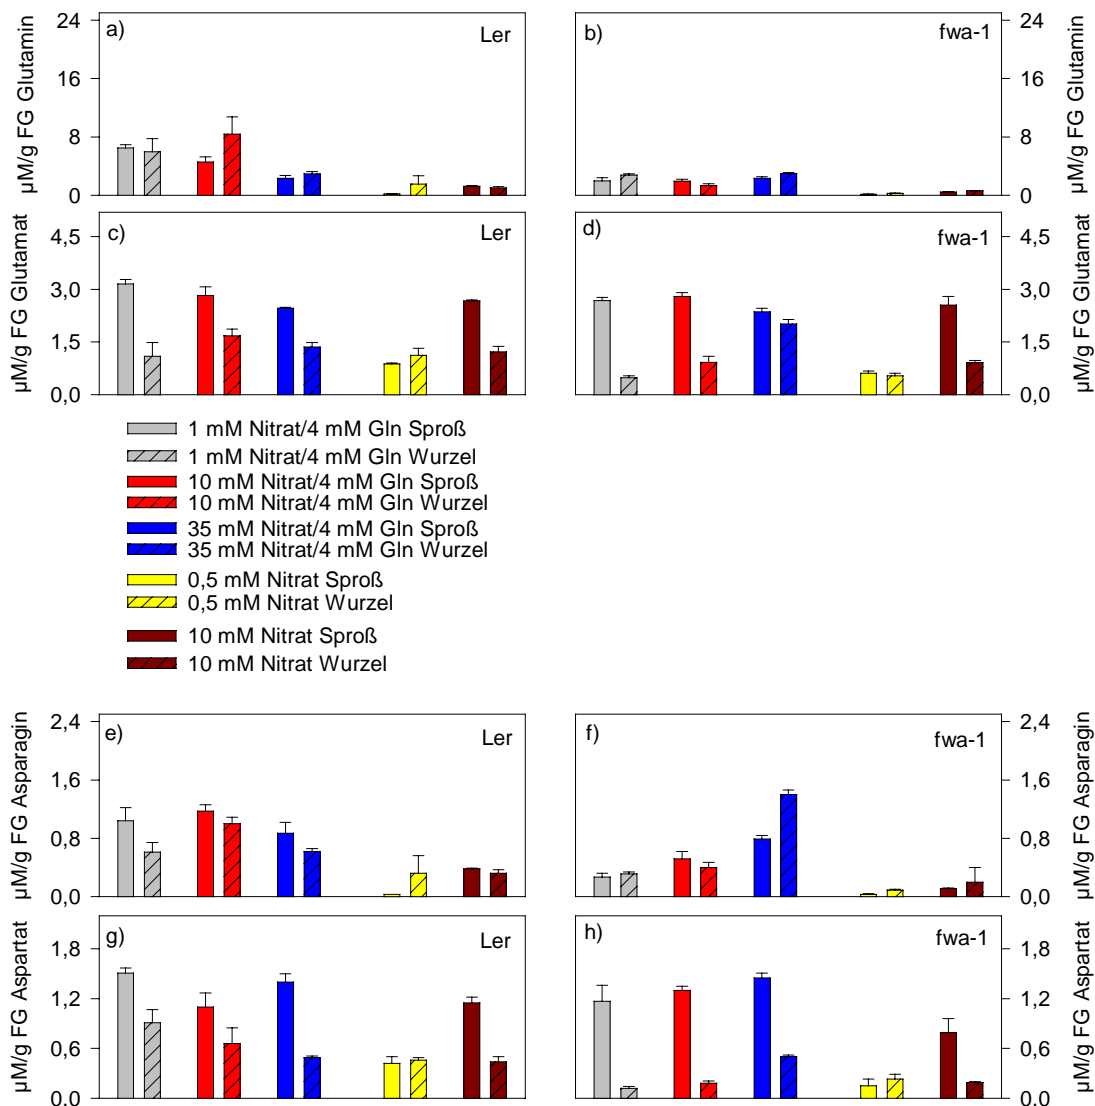 a)
Ler
24
16
8
0
µM/g FG Glutamin
b)
fwa-1
24
16
8
0
µM/g FG Glutamin
c)
Ler
4,5
3,0
1,5
0,0
µM/g FG Glutamat
d)
fwa-1
4,5
3,0
1,5
0,0
µM/g FG Glutamat
1 mM Nitrat/4 mM Gln Sproß
1 mM Nitrat/4 mM Gln Wurzel
10 mM Nitrat/4 mM Gln Sproß
10 mM Nitrat/4 mM Gln Wurzel
35 mM Nitrat/4 mM Gln Sproß
35 mM Nitrat/4 mM Gln Wurzel
0,5 mM Nitrat Sproß
0,5 mM Nitrat Wurzel
10 mM Nitrat Sproß
10 mM Nitrat Wurzel
e)
Ler
2,4
1,6
0,8
0,0
µM/g FG Asparagin
f)
fwa-1
2,4
1,6
0,8
0,0
µM/g FG Asparagin
g)
Ler
1,8
1,2
0,6
0,0
µM/g FG Aspartat
h)
fwa-1
1,8
1,2
0,6
0,0
µM/g FG Aspartat